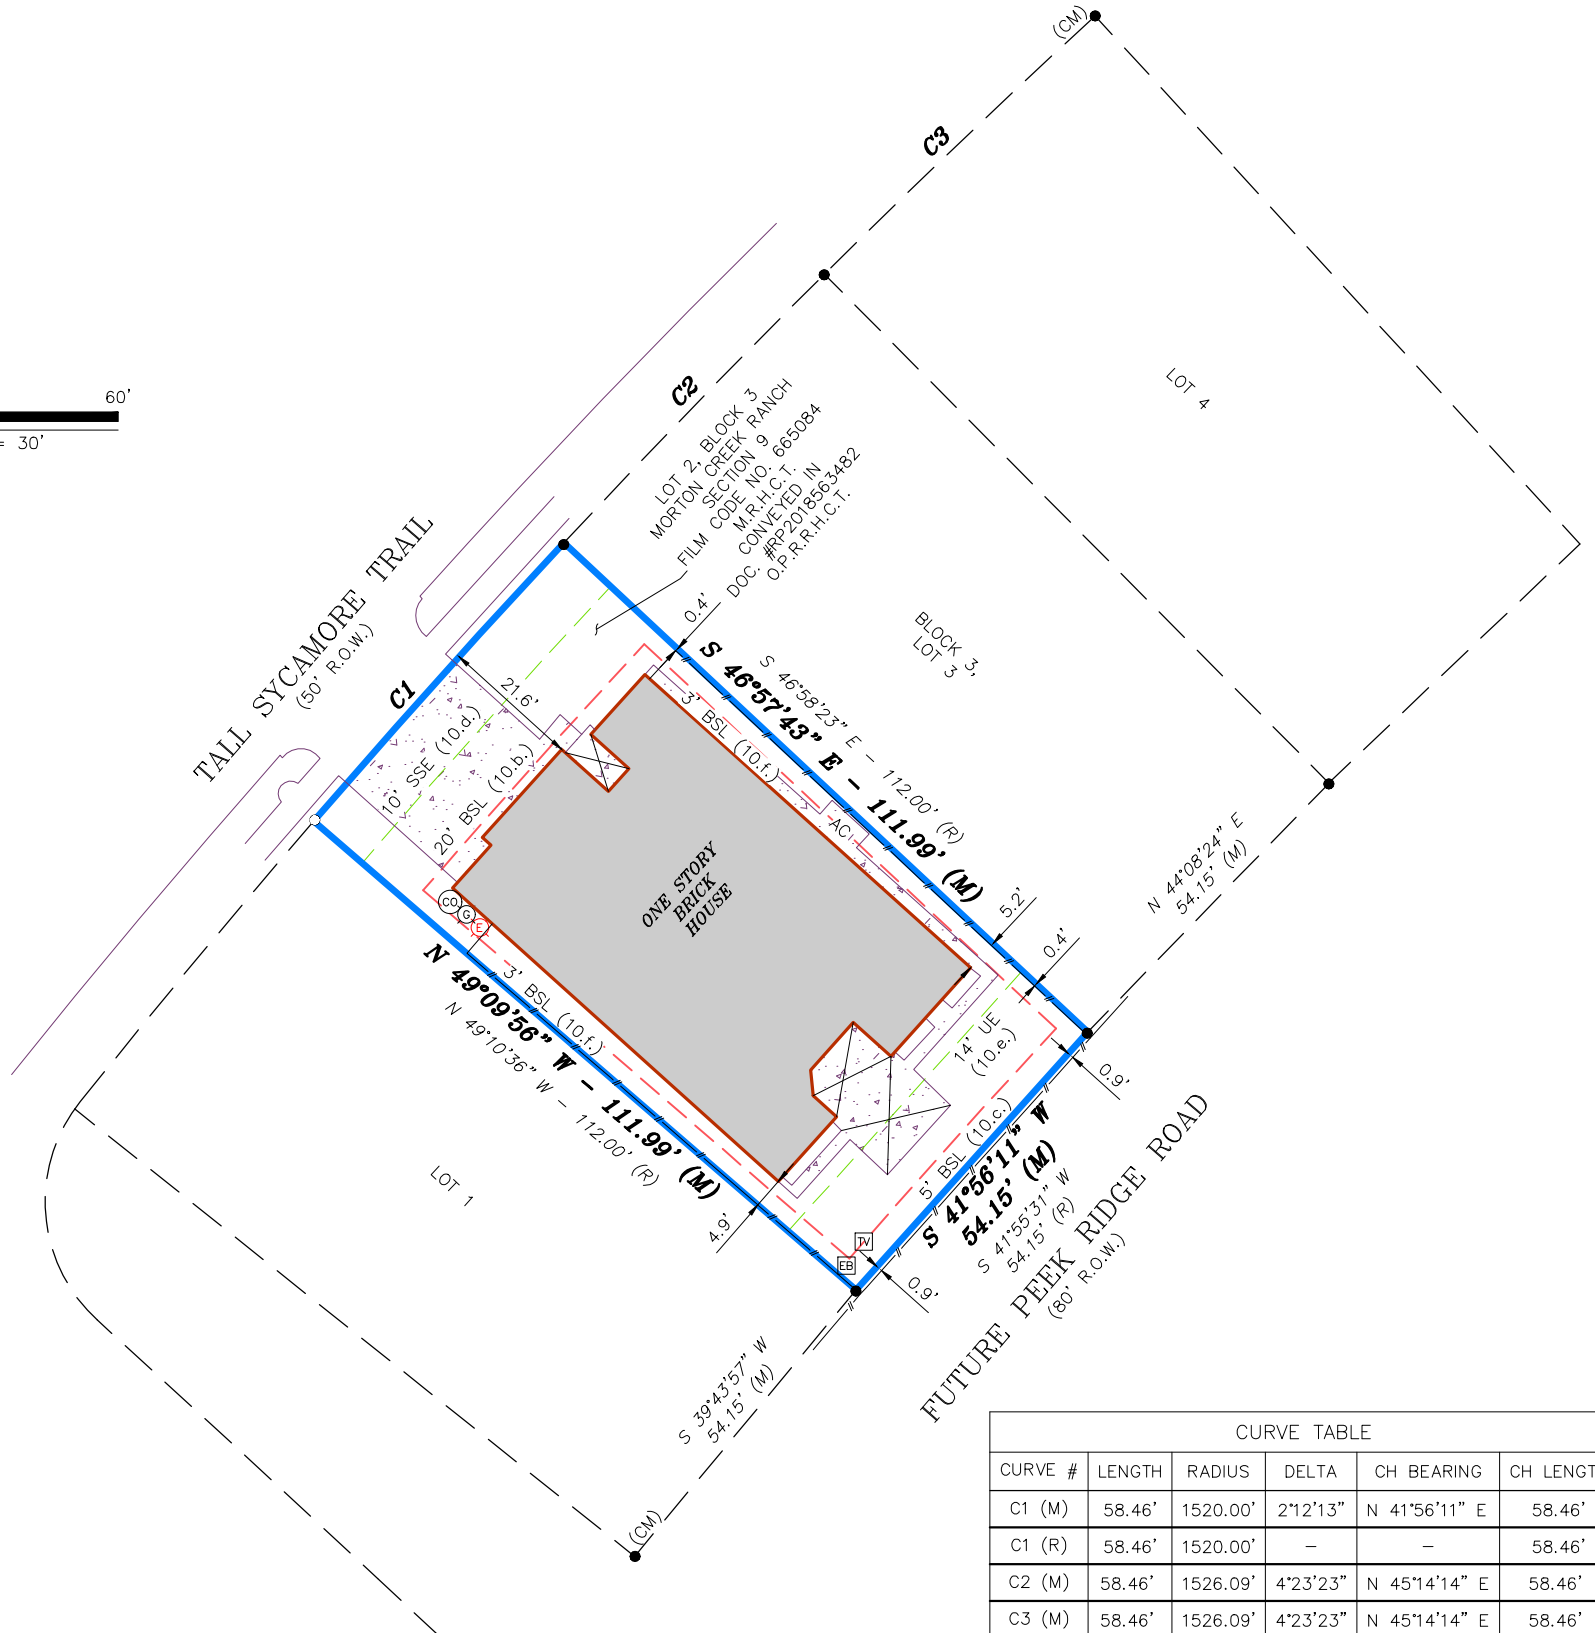 (CM)
C3
60'
= 30'
LOT 4
C2
LOT 2, BLOCK 3
MORTON CREEK RANCH
SECTION 9
FILM CODE NO. 665084
M.R.H.C.T.
CONVEYED IN
DOC. #RP2018563482
O.P.R.R.H.C.T.
TALL SYCAMORE TRAIL
(50' R.O.W.)
C1
0.4'
BLOCK 3,
LOT 3
S 46°58'23" E - 112.00' (R)
S 46°57'43" E - 111.99' (M)
21.6'
3' BSL (10.f.)
10' SSE (10.d.)
20' BSL (10.b.)
AC
ONE STORY
BRICK
HOUSE
CO
G
E
5.2'
0.4'
N 44°08'24" E
54.15' (M)
3' BSL (10.f.)
N 49°09'56" W - 111.99' (M)
N 49°10'36" W - 112.00' (R)
14' UE
(10.e.)
0.9'
5' BSL (10.c.)
S 41°56'11" W
54.15' (M)
S 41°55'31" W
54.15' (R)
FUTURE PEEK RIDGE ROAD
(80' R.O.W.)
LOT 1
4.9'
TV
EB
0.9'
S 39°43'57" W
54.15' (M)
(CM)
CURVE TABLE
CURVE # LENGTH RADIUS DELTA CH BEARING CH LENGT
C1 (M) 58.46' 1520.00' 2°12'13" N 41°56'11" E 58.46'
C1 (R) 58.46' 1520.00' - - 58.46'
C2 (M) 58.46' 1526.09' 4°23'23" N 45°14'14" E 58.46'
C3 (M) 58.46' 1526.09' 4°23'23" N 45°14'14" E 58.46'